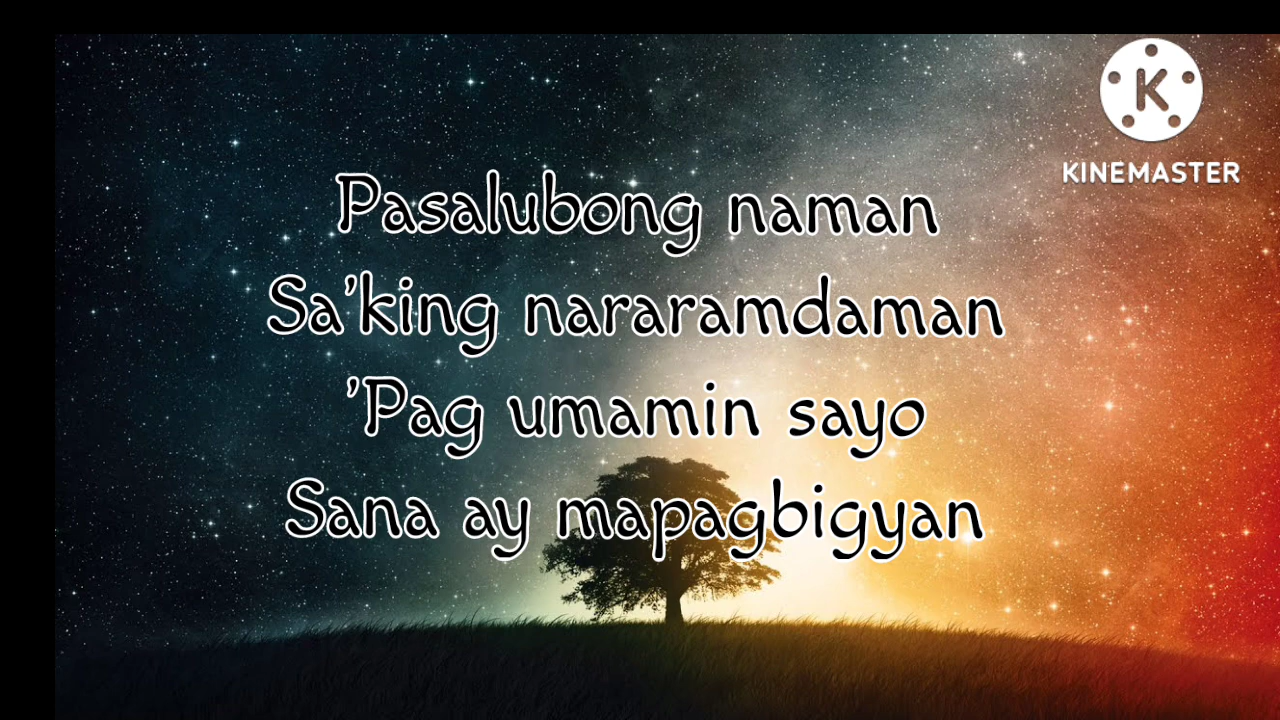 K
KINEMASTER
Pasalubong naman
Sa'king nararamdaman
'Pag umamin sayo
Sana ay mapagbigyan